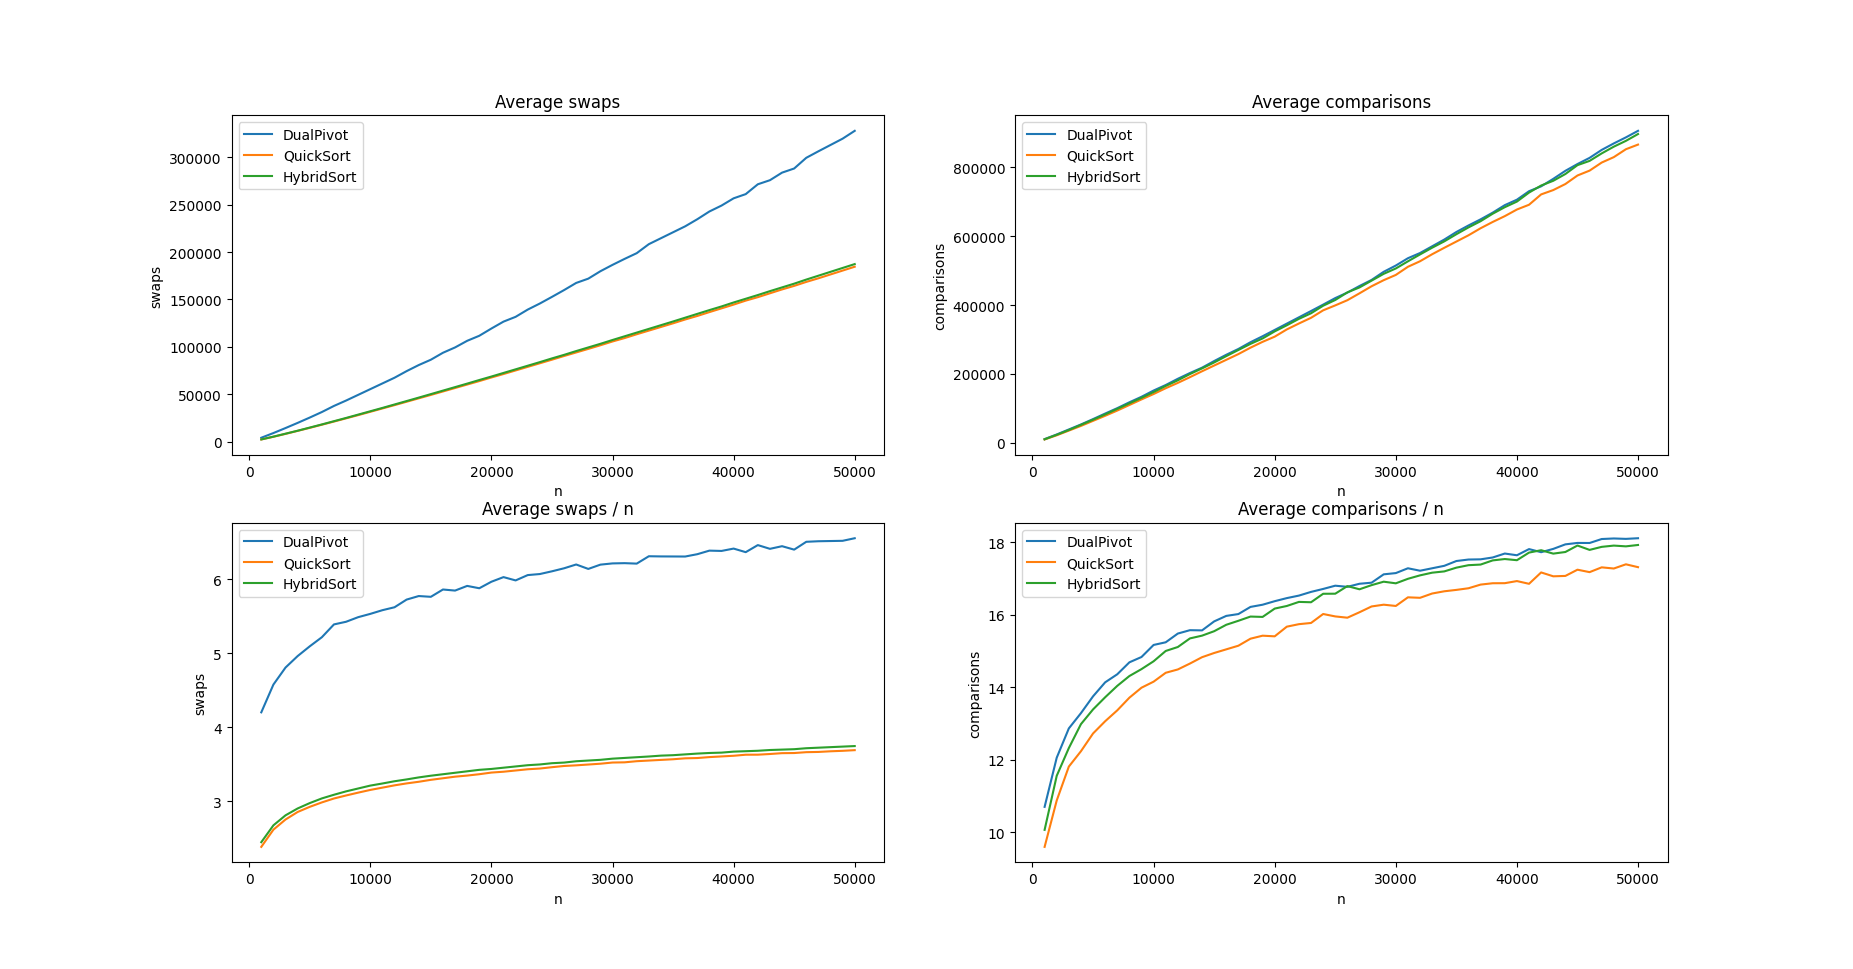 Average swaps
DualPivot
QuickSort
HybridSort
300000
250000
200000
150000
100000
50000
0
swaps
0 10000 20000 30000 40000 50000
n
Average comparisons
DualPivot
QuickSort
HybridSort
800000
600000
400000
200000
0
comparisons
0 10000 20000 30000 40000 50000
n
Average swaps / n
DualPivot
QuickSort
HybridSort
6
5
4
3
swaps
0 10000 20000 30000 40000 50000
n
Average comparisons / n
DualPivot
QuickSort
HybridSort
18
16
14
12
10
comparisons
0 10000 20000 30000 40000 50000
n